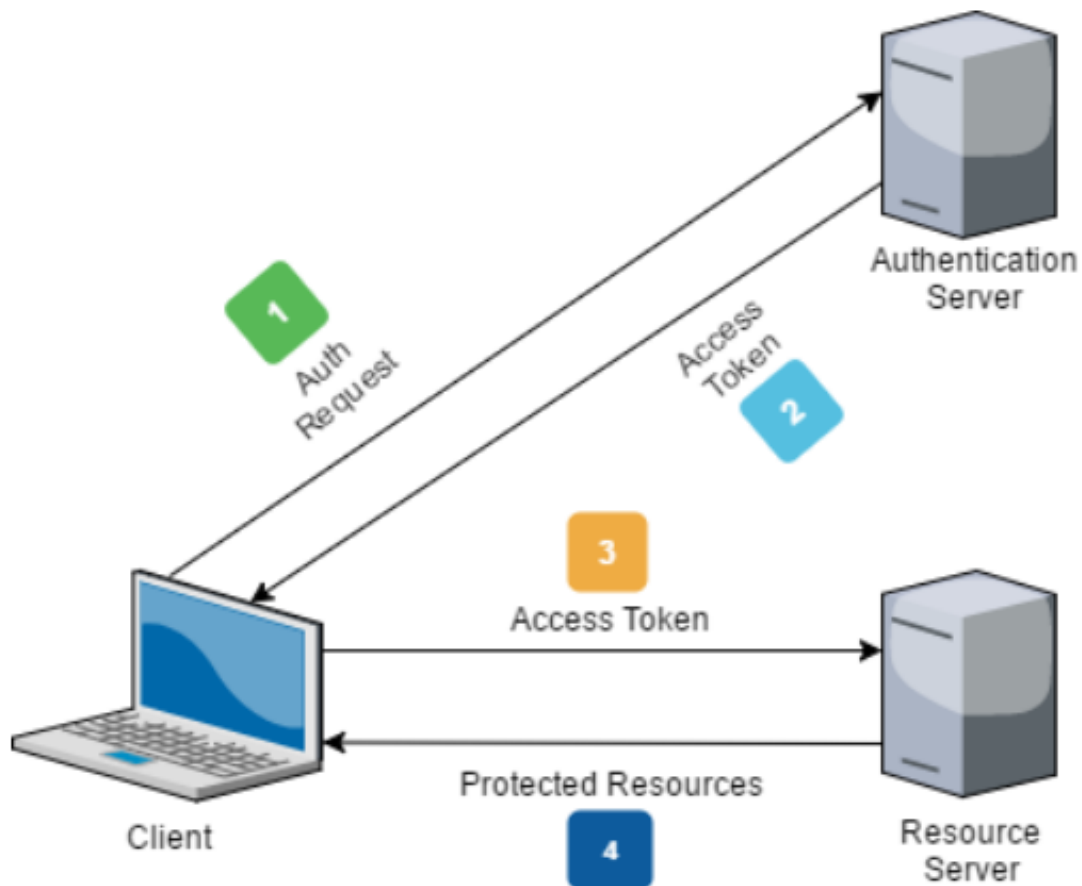 Authentication
Server
1
Auth
Request
Access
Token
2
3
Access Token
Protected Resources
4
Client
Resource
Server